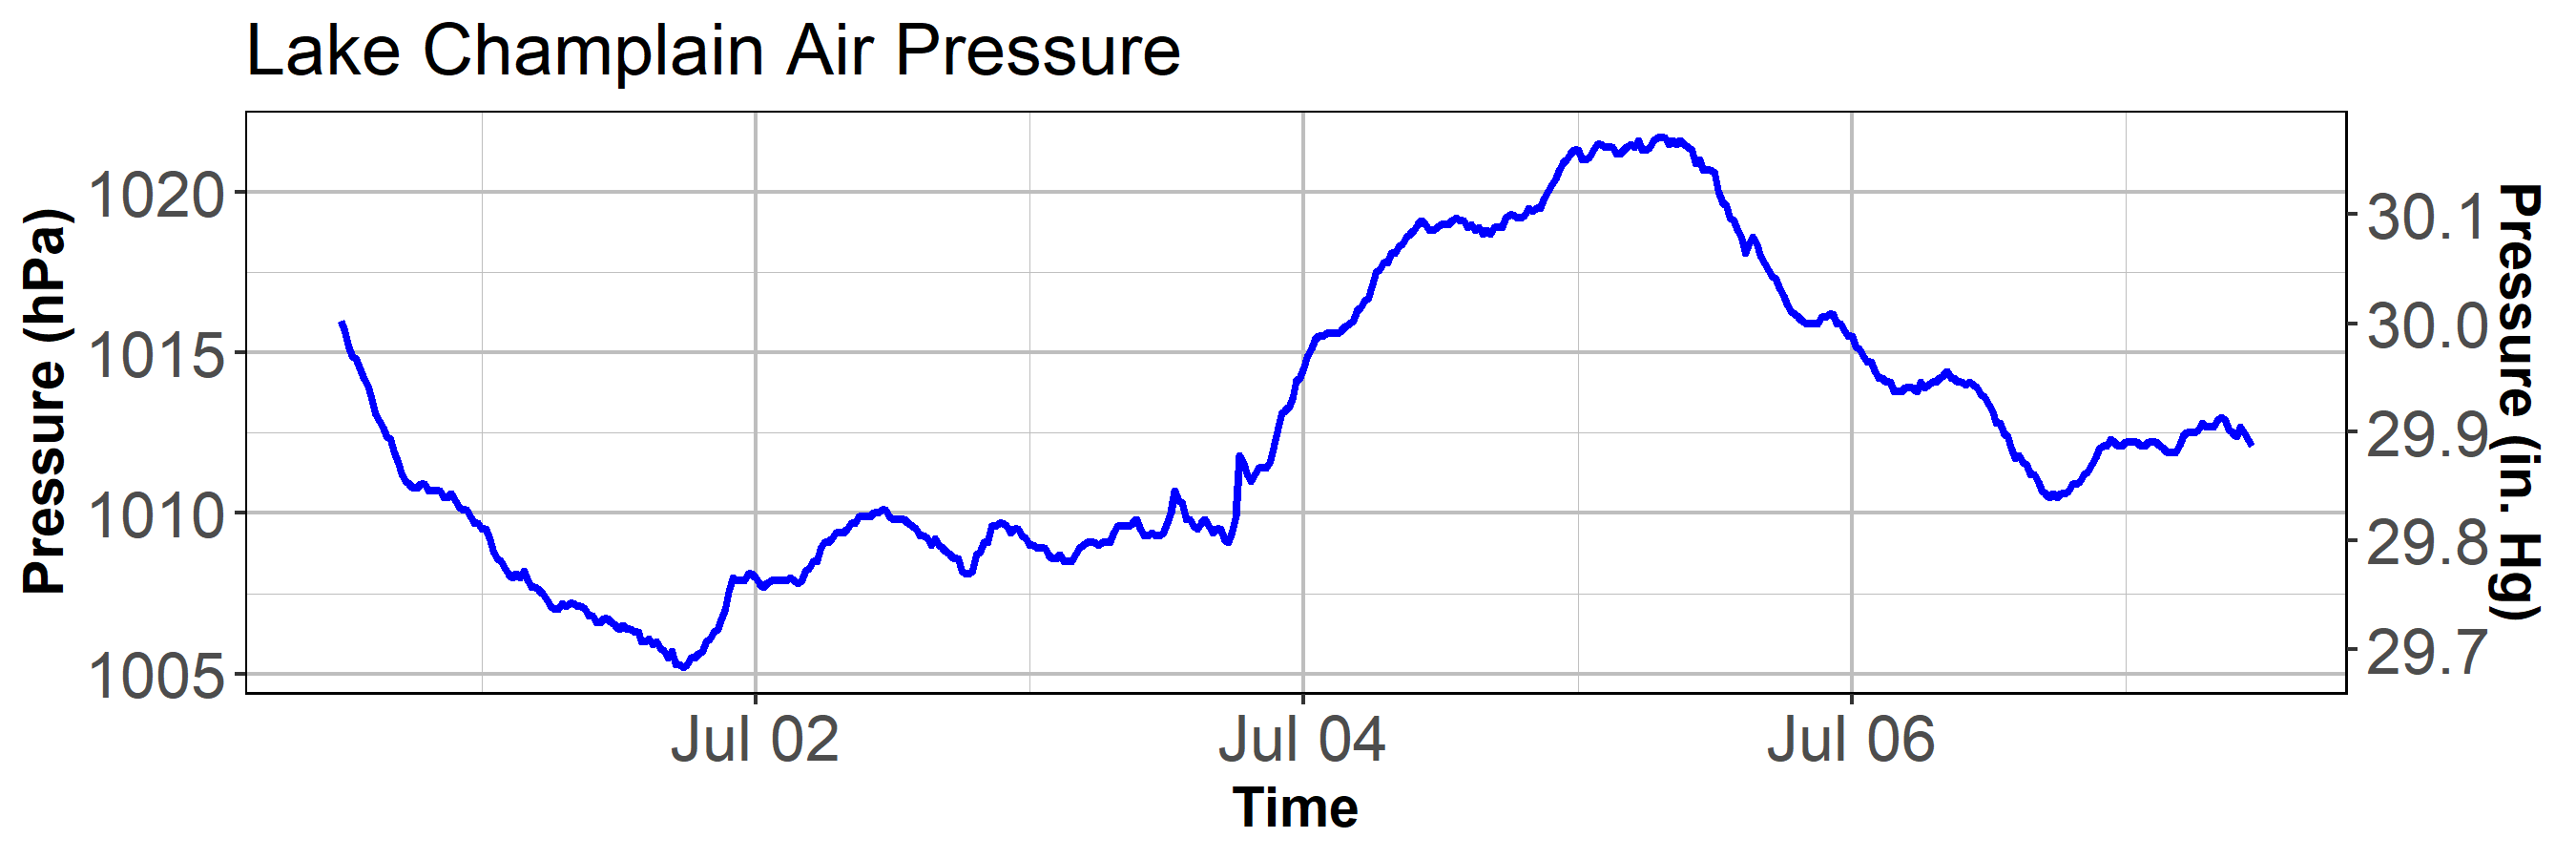 Lake Champlain Air Pressure
Pressure (hPa)
1020
1015
1010
1005
30.1
30.0
29.9
29.8
29.7
Pressure (in. Hg)
Jul 02
Jul 04
Jul 06
Time